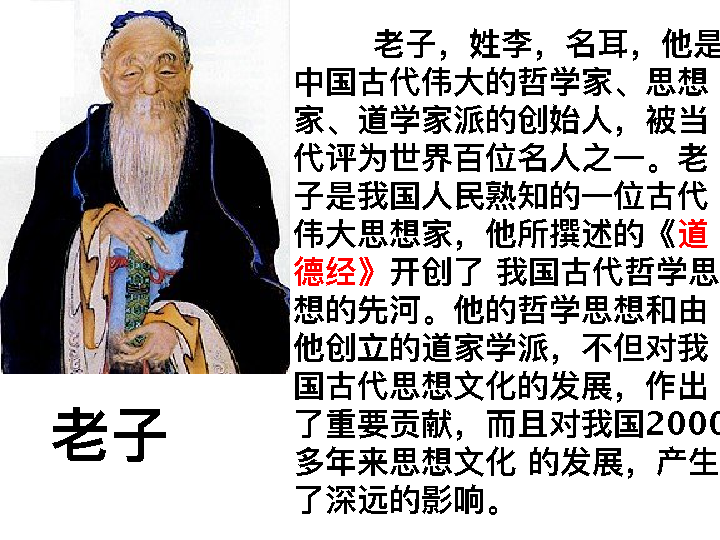 老子，姓李，名耳，他是
中国古代伟大的哲学家、思想
家、道学家派的创始人，被当
代评为世界百位名人之一。老
子是我国人民熟知的一位古代
伟大思想家，他所撰述的《道
德经》开创了 我国古代哲学思
想的先河。他的哲学思想和由
他创立的道家学派，不但对我
国古代思想文化的发展，作出
了重要贡献，而且对我国2000
多年来思想文化 的发展，产生
了深远的影响。
老子